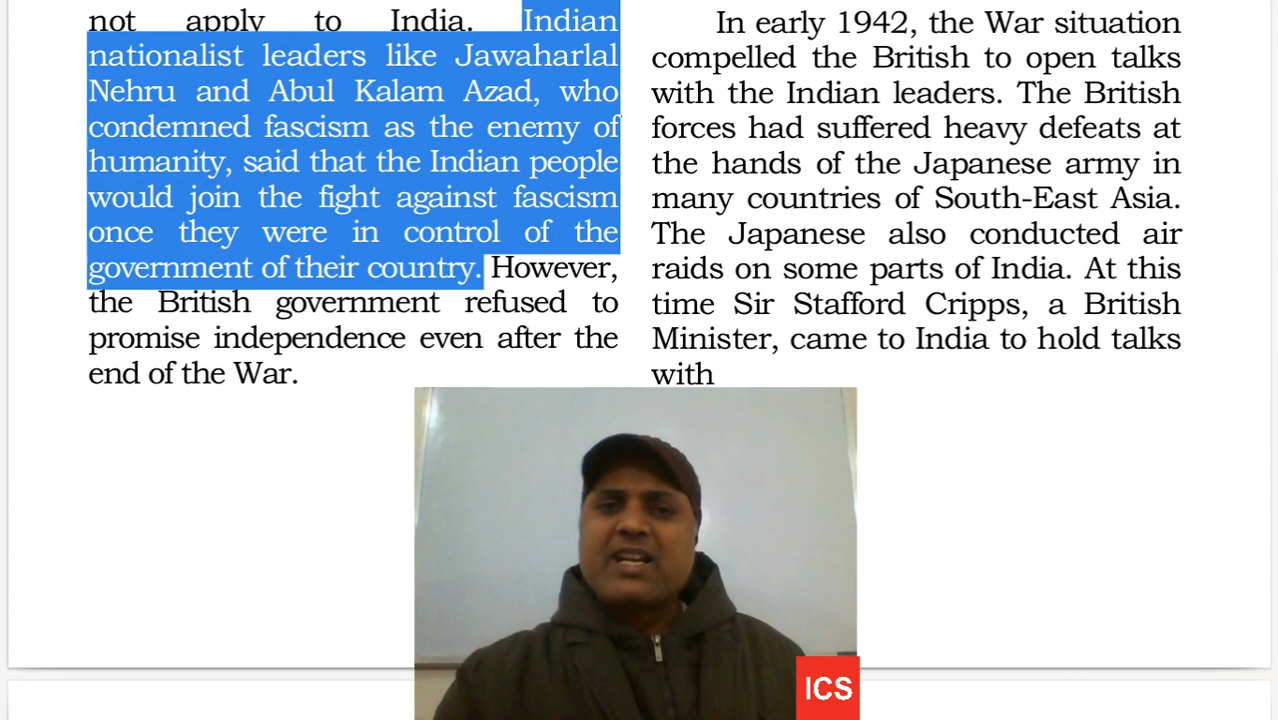 not apply to India. Indian
nationalist leaders like Jawaharlal
Nehru and Abul Kalam Azad, who
condemned fascism as the enemy of
humanity, said that the Indian people
would join the fight against fascism
once they were in control of the
government of their country. However,
the British government refused to
promise independence even after the
end of the War.
In early 1942, the War situation
compelled the British to open talks
with the Indian leaders. The British
forces had suffered heavy defeats at
the hands of the Japanese army in
many countries of South-East Asia.
The Japanese also conducted air
raids on some parts of India. At this
time Sir Stafford Cripps, a British
Minister, came to India to hold talks
with
ICS